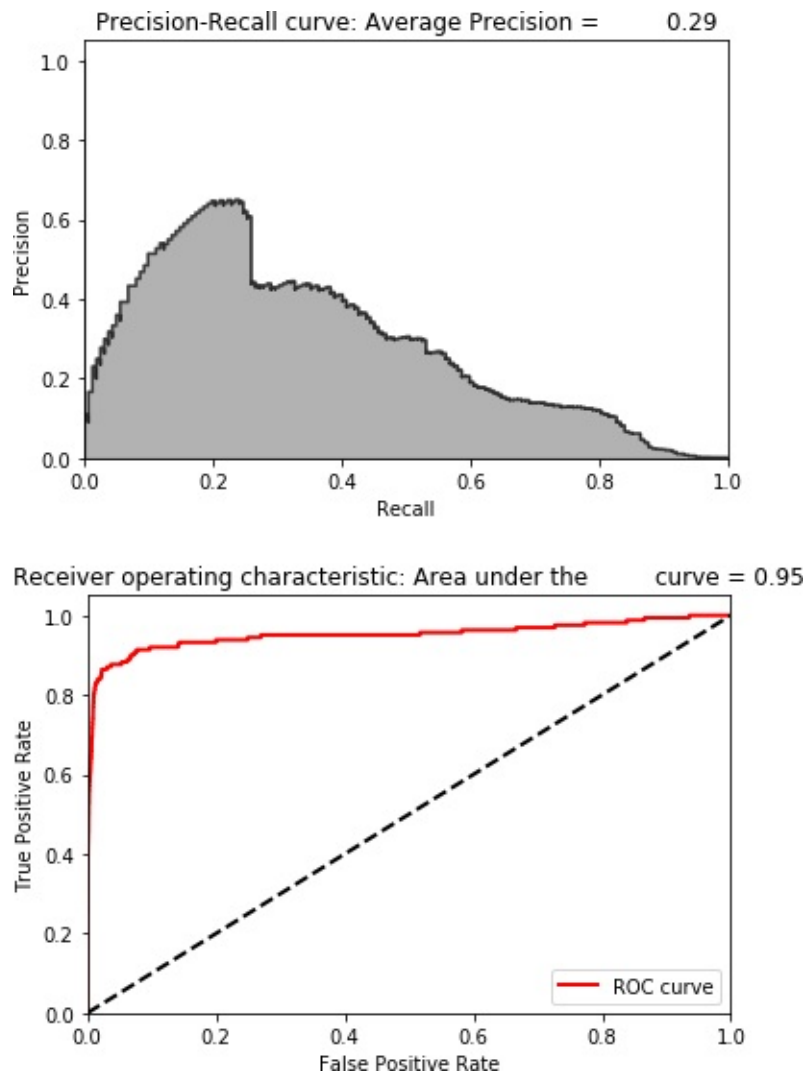 Precision-Recall curve: Average Precision = 0.29
1.0
0.8
0.6
0.4
0.2
0.0
Precision
0.0 0.2 0.4 0.6 0.8 1.0
Recall
Receiver operating characteristic: Area under the curve = 0.95
1.0
0.8
0.6
0.4
0.2
0.0
True Positive Rate
ROC curve
0.0 0.2 0.4 0.6 0.8 1.0
False Positive Rate